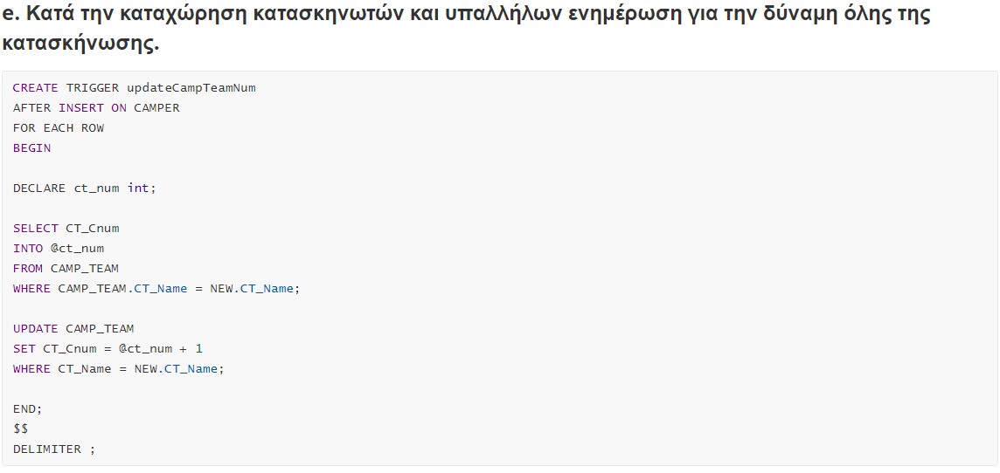 e. Κατά την καταχώρηση κατασκηνωτών και υπαλλήλων ενημέρωση για την δύναμη όλης της
κατασκήνωσης.
CREATE TRIGGER updateCampTeamNum
AFTER INSERT ON CAMPER
FOR EACH ROW
BEGIN
DECLARE ct_num int;
SELECT CT_Cnum
INTO @ct_num
FROM CAMP_TEAM
WHERE CAMP_TEAM.CT_Name = NEW.CT_Name;
UPDATE CAMP_TEAM
SET CT_Cnum = @ct_num + 1
WHERE CT_Name = NEW.CT_Name;
END;
$$
DELIMITER ;